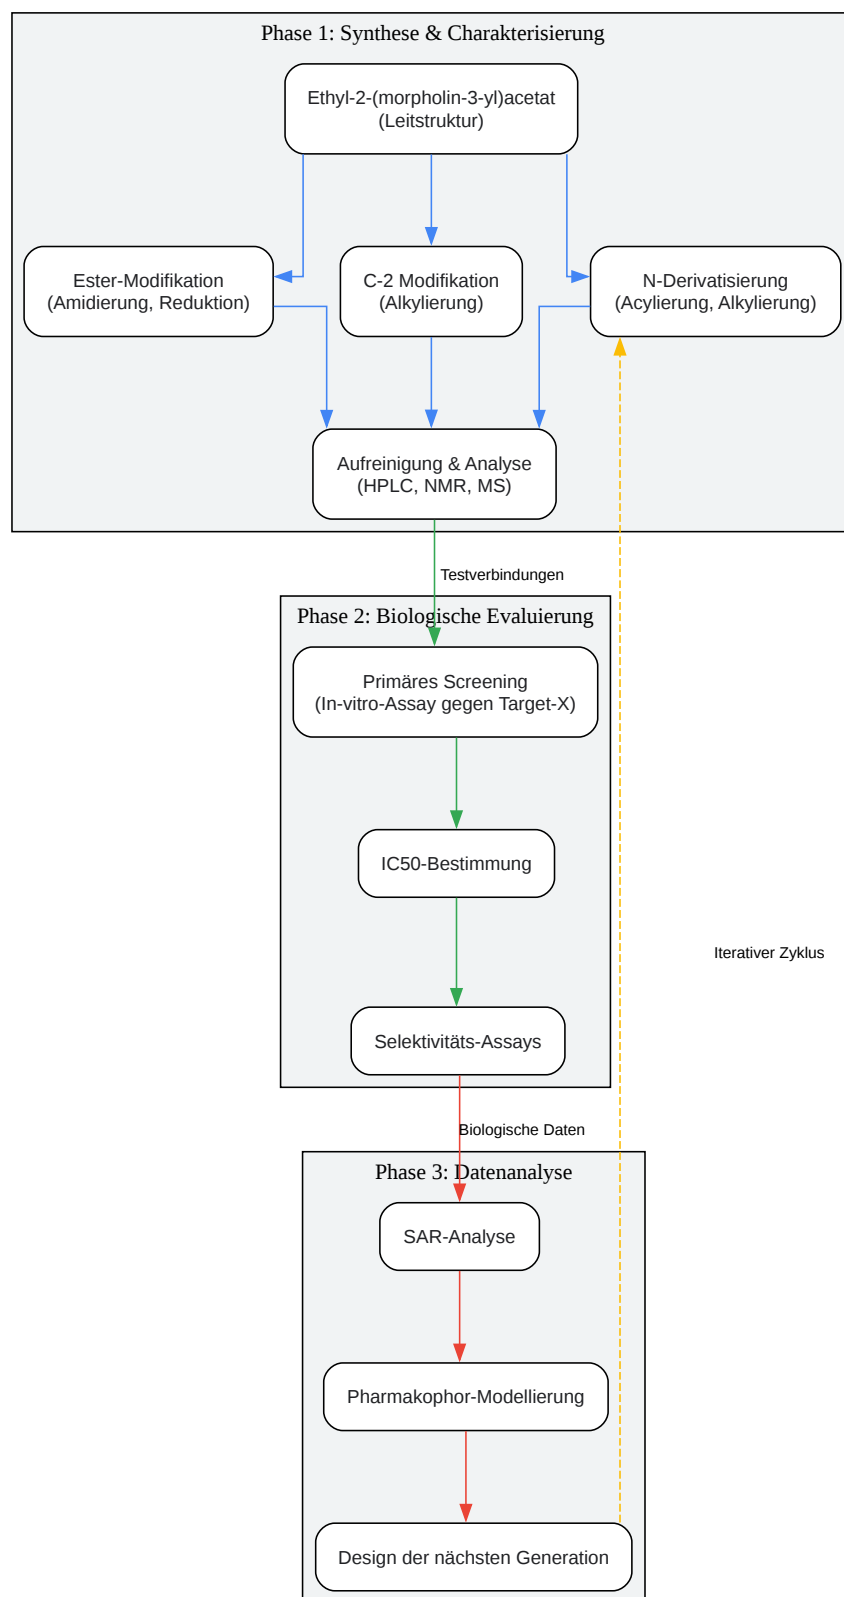 Phase 1: Synthese & Charakterisierung
Ethyl-2-(morpholin-3-yl)acetat
(Leitstruktur)
Ester-Modifikation
(Amidierung, Reduktion)
C-2 Modifikation
(Alkylierung)
N-Derivatisierung
(Acylierung, Alkylierung)
Aufreinigung & Analyse
(HPLC, NMR, MS)
Testverbindungen
Phase 2: Biologische Evaluierung
Primäres Screening
(In-vitro-Assay gegen Target-X)
IC50-Bestimmung
Iterativer Zyklus
Selektivitäts-Assays
Biologische Daten
Phase 3: Datenanalyse
SAR-Analyse
Pharmakophor-Modellierung
Design der nächsten Generation